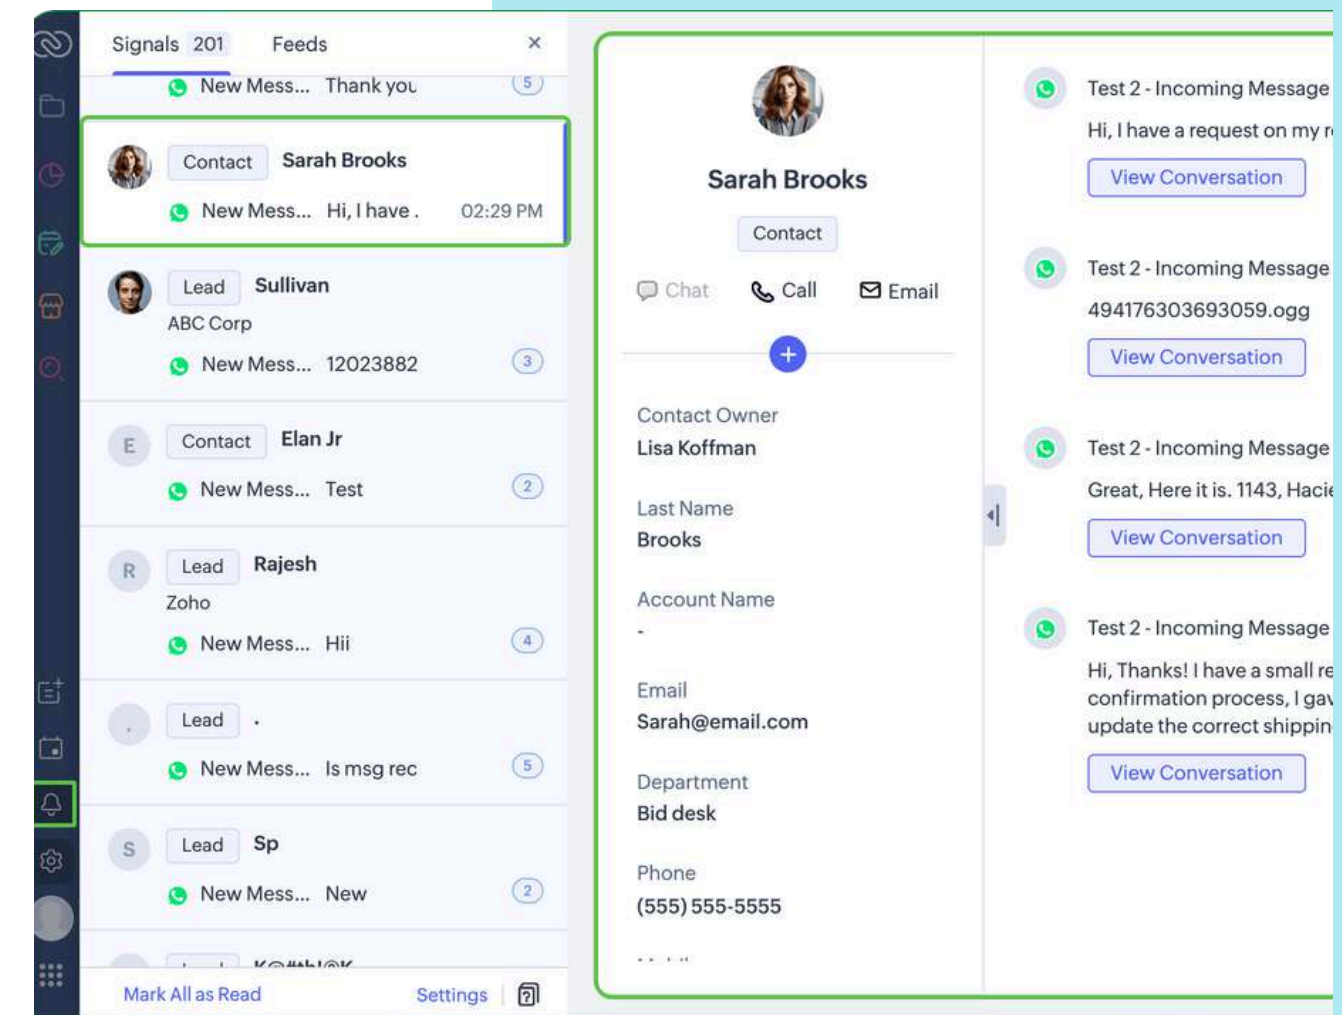 Signals 201 Feeds ×
New Mess... Thank you 5
Contact Sarah Brooks
New Mess... Hi, I have . 02:29 PM
Lead Sullivan
ABC Corp
New Mess... 12023882 3
E Contact Elan Jr
New Mess... Test 2
R Lead Rajesh
Zoho
New Mess... Hii 4
. Lead .
New Mess... Is msg rec 5
S Lead Sp
New Mess... New 2
Mark All as Read Settings
Sarah Brooks
Contact
Chat Call Email
Contact Owner
Lisa Koffman
Last Name
Brooks
Account Name
-
Email
Sarah@email.com
Department
Bid desk
Phone
(555) 555-5555
Test 2 - Incoming Message
Hi, I have a request on my
View Conversation
Test 2 - Incoming Message
494176303693059.ogg
View Conversation
Test 2 - Incoming Message
Great, Here it is. 1143, Hacie
View Conversation
Test 2 - Incoming Message
Hi, Thanks! I have a small re
confirmation process, I gav
update the correct shippin
View Conversation